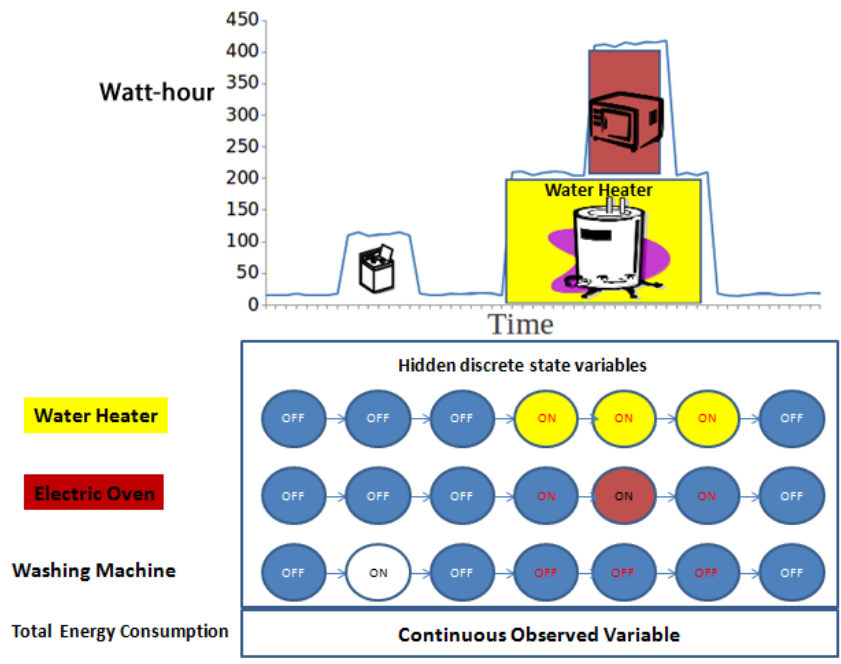 450
400
350
Watt-hour
300
250
200
Water Heater
150
100
50
0
Time
Hidden discrete state variables
Water Heater OFF OFF OFF ON ON ON OFF
Electric Oven OFF OFF OFF ON ON ON OFF
Washing Machine OFF ON OFF OFF OFF OFF OFF
Total Energy Consumption Continuous Observed Variable